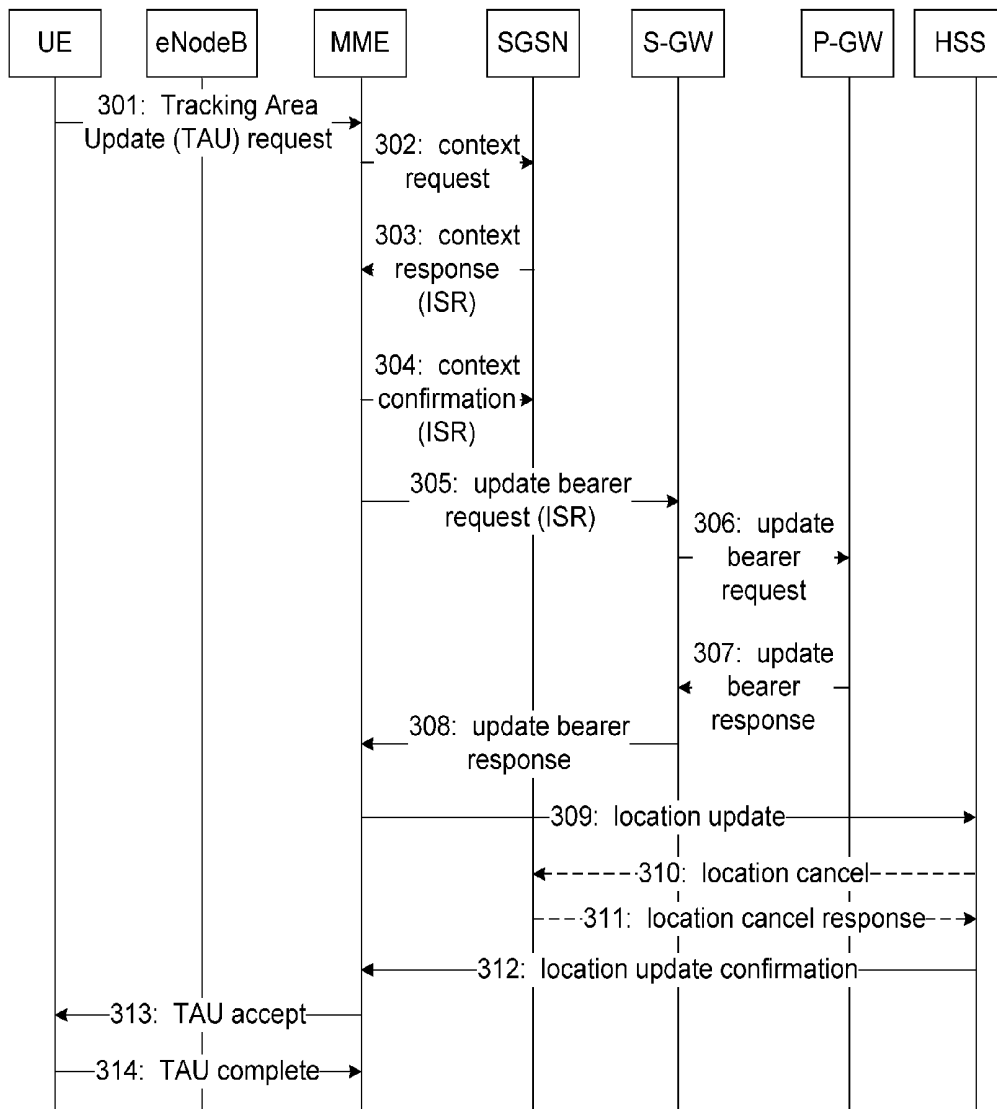 UE
eNodeB
MME
SGSN
S-GW
P-GW
HSS
301: Tracking Area
Update (TAU) request
302: context
request
303: context
response
(ISR)
304: context
confirmation
(ISR)
305: update bearer
request (ISR)
306: update
bearer
request
307: update
bearer
response
308: update bearer
response
309: location update
310: location cancel
311: location cancel response
312: location update confirmation
313: TAU accept
314: TAU complete